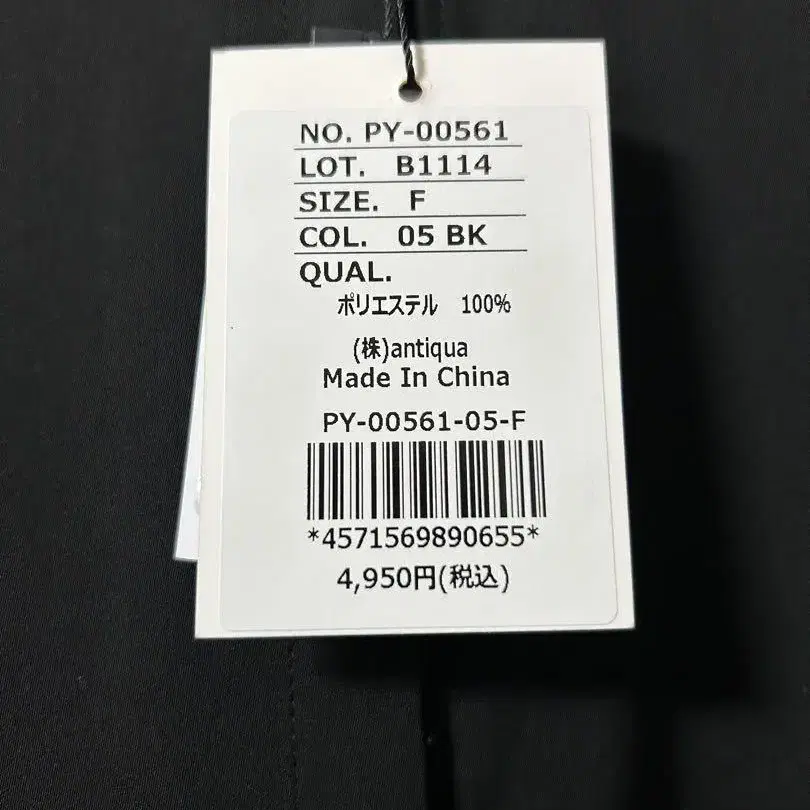 NO. PY-00561
LOT. B1114
SIZE. F
COL. 05 BK
QUAL.
ポリエステル 100%
(株)antiqua
Made In China
PY-00561-05-F
*4571569890655*
4,950円(税込)